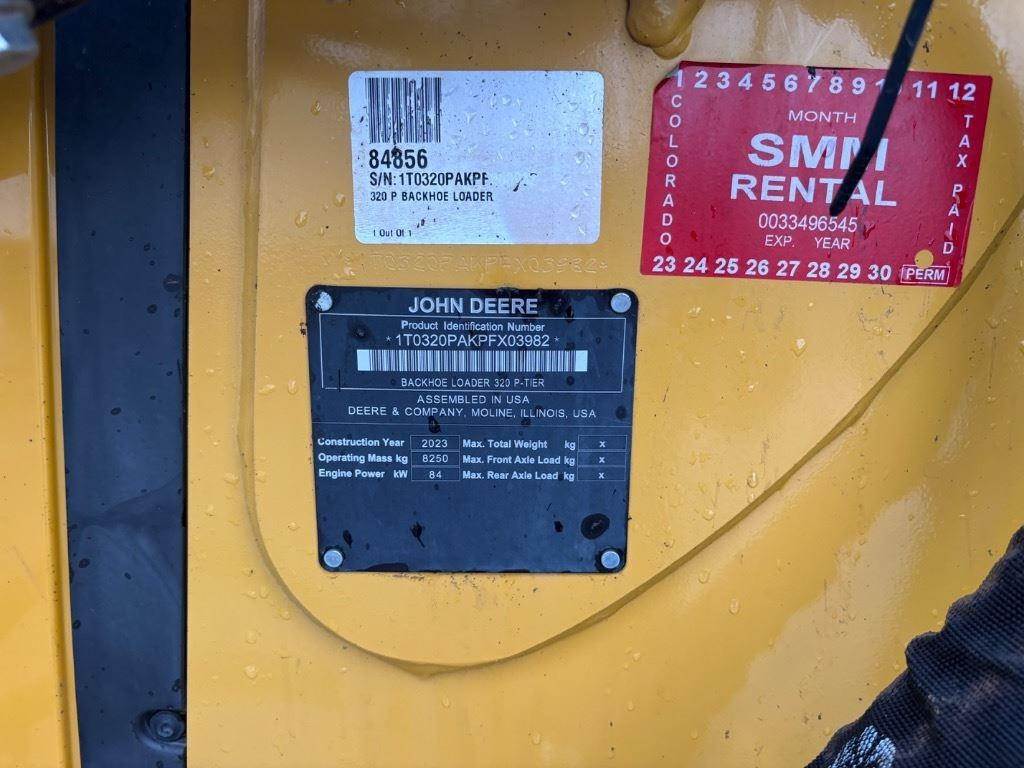 84856
S/N:1T0320PAKPF
320 P BACKHOE LOADER
1 Out Of 1
1T0320PAKPFX03982*
JOHN DEERE
Product Identification Number
*1T0320PAKPFX03982*
BACKHOE LOADER 320 P-TIER
ASSEMBLED IN USA
DEERE & COMPANY, MOLINE, ILLINOIS, USA
Construction Year 2023 Max. Total Weight kg x
Operating Mass kg 8250 Max. Front Axle Load kg x
Engine Power kW 84 Max. Rear Axle Load kg x
1 2 3 4 5 6 7 8 9 10 11 12
COLORADO
MONTH
SMM
RENTAL
0033496545
EXP. YEAR
TAX PAID
23 24 25 26 27 28 29 30 PERM